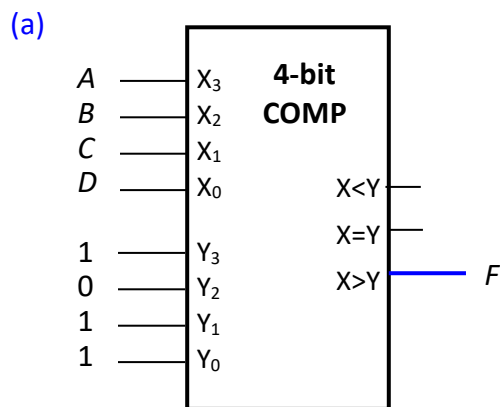 (a)
4-bit
COMP
A X₃
B X₂
C X₁
D X₀
X<Y
X=Y
X>Y F
1 Y₃
0 Y₂
1 Y₁
1 Y₀